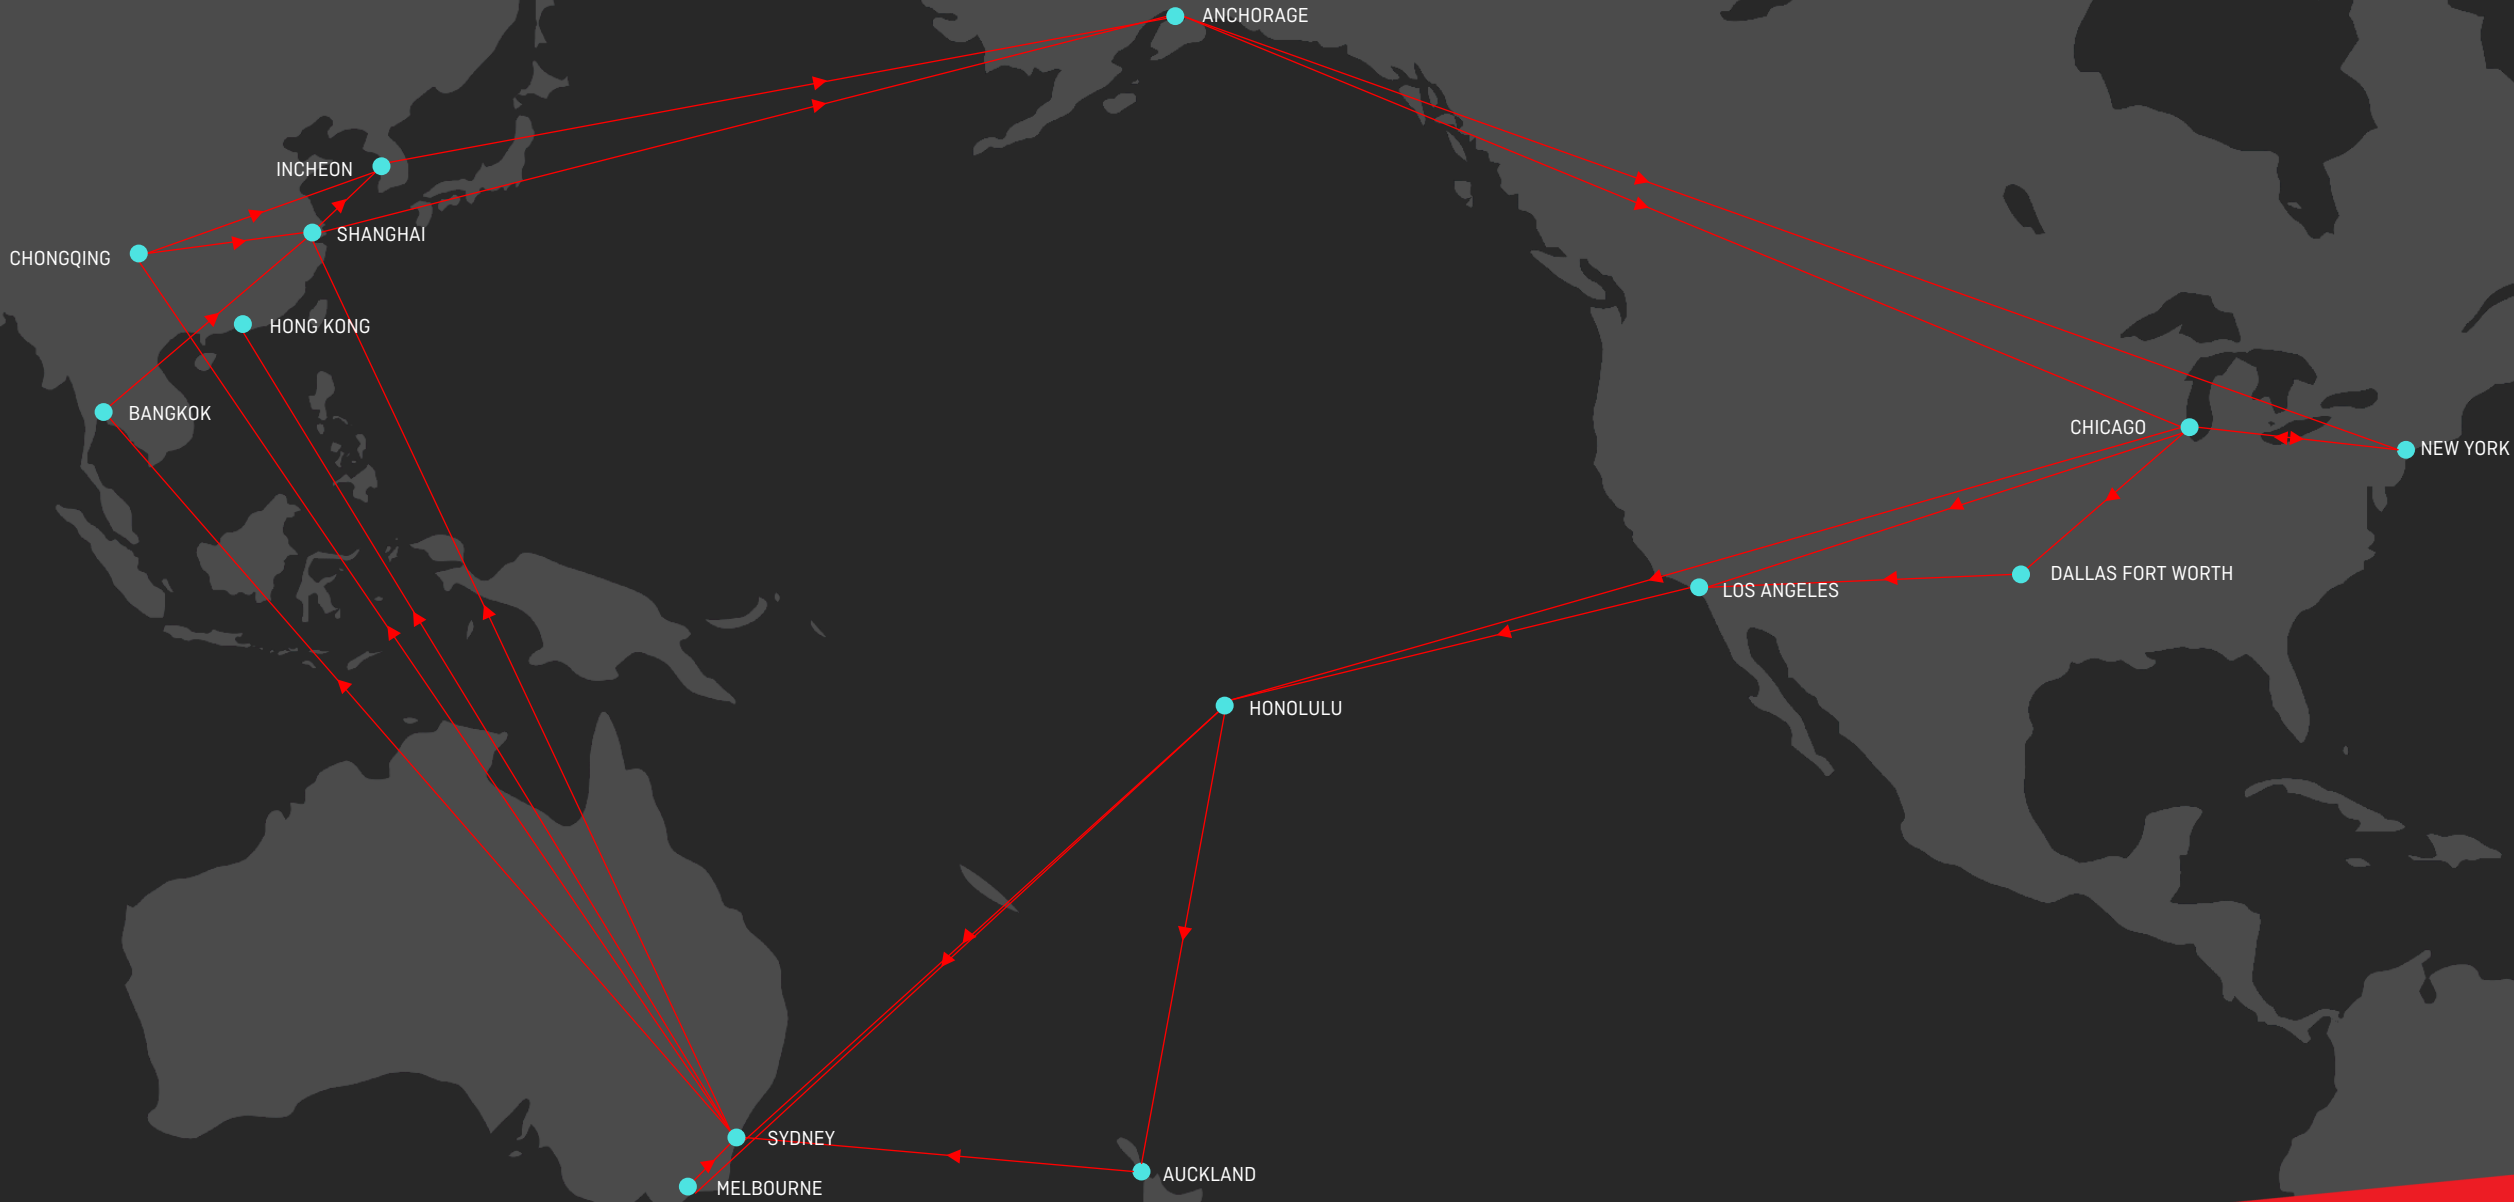 ANCHORAGE
INCHEON
SHANGHAI
CHONGQING
HONG KONG
BANGKOK
CHICAGO
NEW YORK
DALLAS FORT WORTH
LOS ANGELES
HONOLULU
SYDNEY
AUCKLAND
MELBOURNE